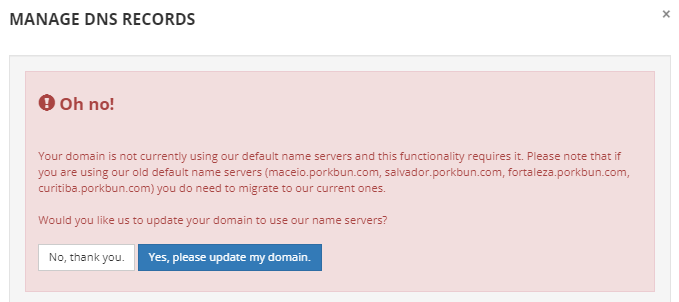 MANAGE DNS RECORDS
×
Oh no!
Your domain is not currently using our default name servers and this functionality requires it. Please note that if
you are using our old default name servers (maceio.porkbun.com, salvador.porkbun.com, fortaleza.porkbun.com,
curitiba.porkbun.com) you do need to migrate to our current ones.
Would you like us to update your domain to use our name servers?
No, thank you.
Yes, please update my domain.